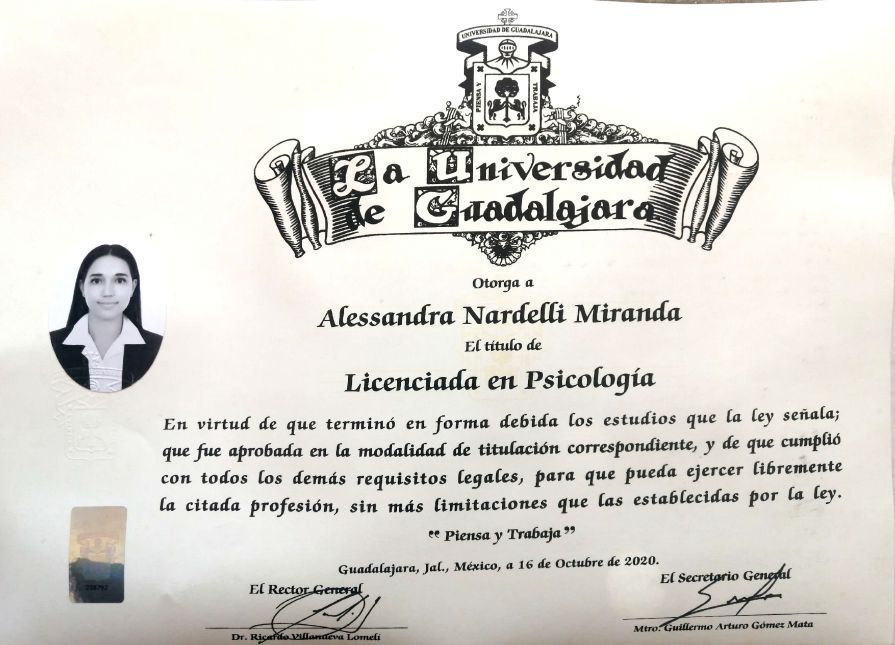 UNIVERSIDAD DE GUADALAJARA
PIENSA Y
TRABAJA
La Universidad
de Guadalajara
Otorga a
Alessandra Nardelli Miranda
El título de
Licenciada en Psicología
En virtud de que terminó en forma debida los estudios que la ley señala;
que fue aprobada en la modalidad de titulación correspondiente, y de que cumplió
con todos los demás requisitos legales, para que pueda ejercer libremente
la citada profesión, sin más limitaciones que las establecidas por la ley.
“ Piensa y Trabaja ”
Guadalajara, Jal., México, a 16 de Octubre de 2020.
El Rector General
Dr. Ricardo Villanueva Lomelí
El Secretario General
Mtro. Guillermo Arturo Gómez Mata